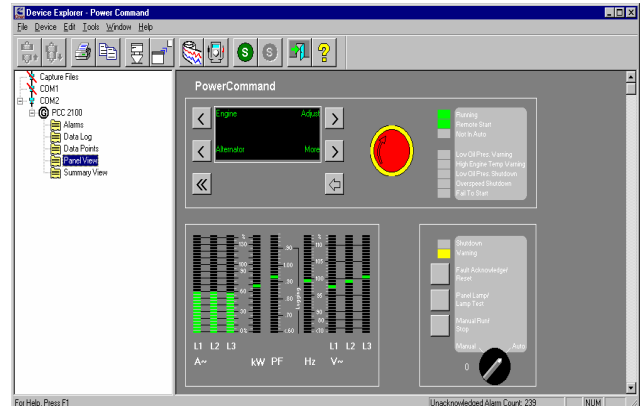 Device Explorer - Power Command
File Device Edit Tools Window Help
Capture Files
COM1
COM2
PCC 2100
Alarms
Data Log
Data Points
Panel View
Summary View
PowerCommand
Engine Adjust
Alternator More
Running
Remote Start
Not In Auto
Low Oil Pres. Warning
High Engine Temp Warning
Low Oil Pres. Shutdown
Overspeed Shutdown
Fail To Start
Shutdown
Warning
Fault Acknowledge/
Reset
Panel Lamp/
Lamp Test
Manual Run/
Stop
Manual Auto
0
L1 L2 L3 L1 L2 L3
A~ kW PF Hz V~
For Help, Press F1 Unacknowledged Alarm Count: 239 NUM